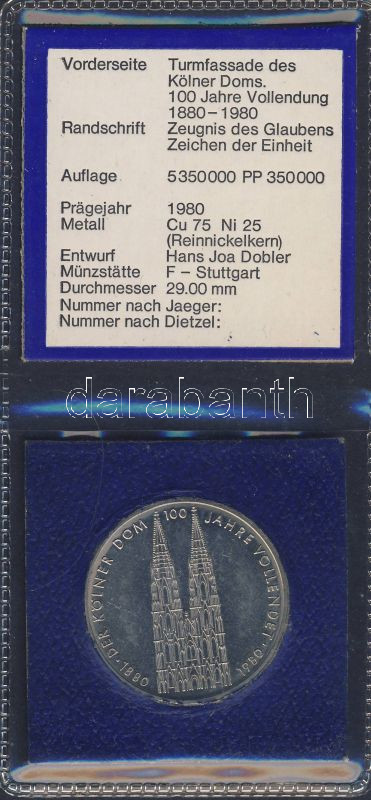 Vorderseite Turmfassade des
Kölner Doms.
100 Jahre Vollendung
1880-1980
Randschrift Zeugnis des Glaubens
Zeichen der Einheit
Auflage 5350000 PP 350000
Prägejahr 1980
Metall Cu 75 Ni 25
(Reinnickelkern)
Entwurf Hans Joa Dobler
Münzstätte F - Stuttgart
Durchmesser 29.00 mm
Nummer nach Jaeger:
Nummer nach Dietzel:
darabanth
1880 · DER KÖLNER DOM 100 JAHRE VOLLENDET · 1980